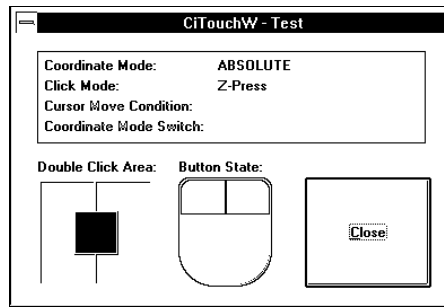 CiTouchW - Test
Coordinate Mode: ABSOLUTE
Click Mode: Z-Press
Cursor Move Condition:
Coordinate Mode Switch:
Double Click Area: Button State:
Close